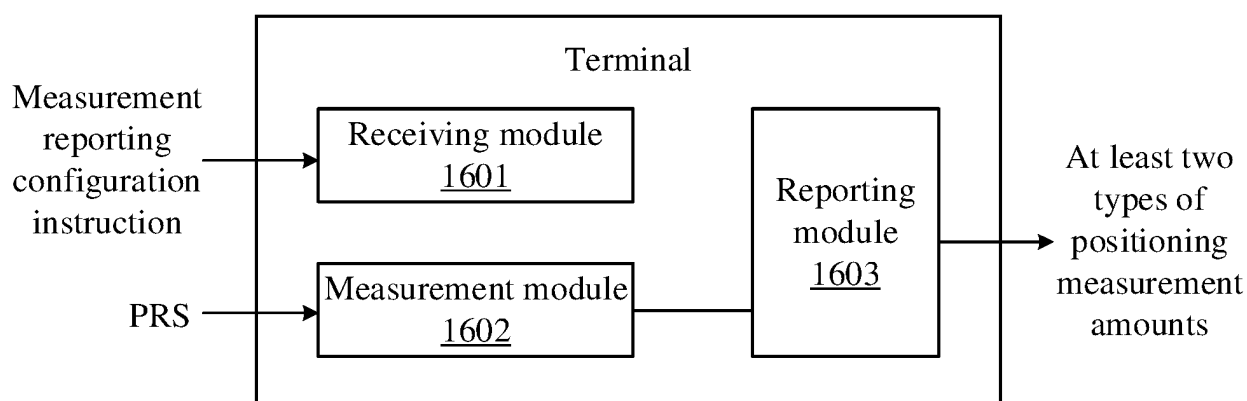 Terminal
Measurement
reporting
configuration
instruction
Receiving module
1601
PRS
Measurement module
1602
Reporting
module
1603
At least two
types of
positioning
measurement
amounts